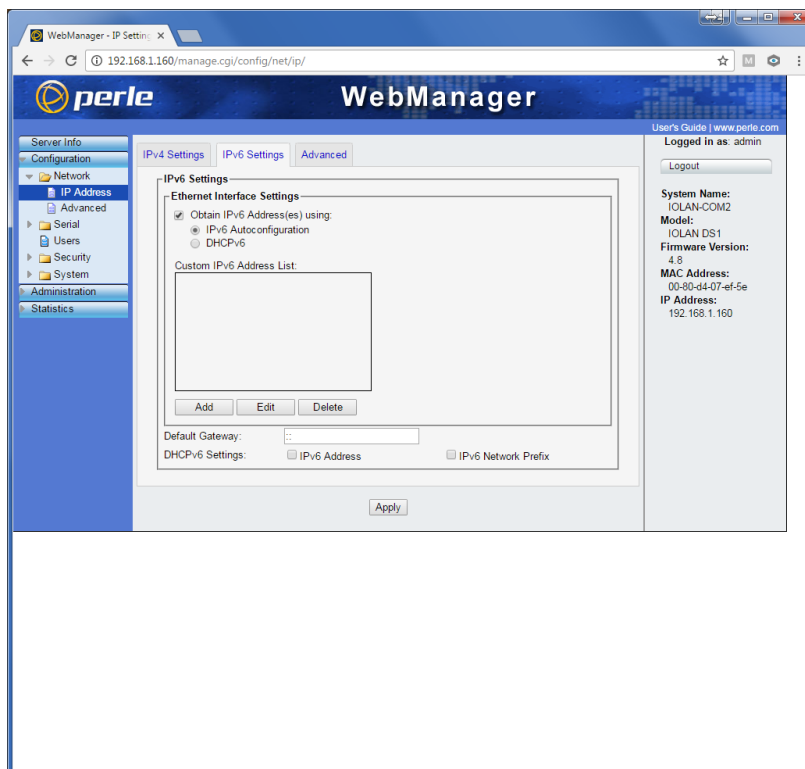 WebManager - IP Setting
192.168.1.160/manage.cgi/config/net/ip/
perle
WebManager
User's Guide | www.perle.com
Server Info
Configuration
Network
IP Address
Advanced
Serial
Users
Security
System
Administration
Statistics
IPv4 Settings
IPv6 Settings
Advanced
IPv6 Settings
Ethernet Interface Settings
Obtain IPv6 Address(es) using:
IPv6 Autoconfiguration
DHCPv6
Custom IPv6 Address List:
Add
Edit
Delete
Default Gateway:
::
DHCPv6 Settings:
IPv6 Address
IPv6 Network Prefix
Apply
Logged in as: admin
Logout
System Name:
IOLAN-COM2
Model:
IOLAN DS1
Firmware Version:
4.8
MAC Address:
00-80-d4-07-ef-5e
IP Address:
192.168.1.160